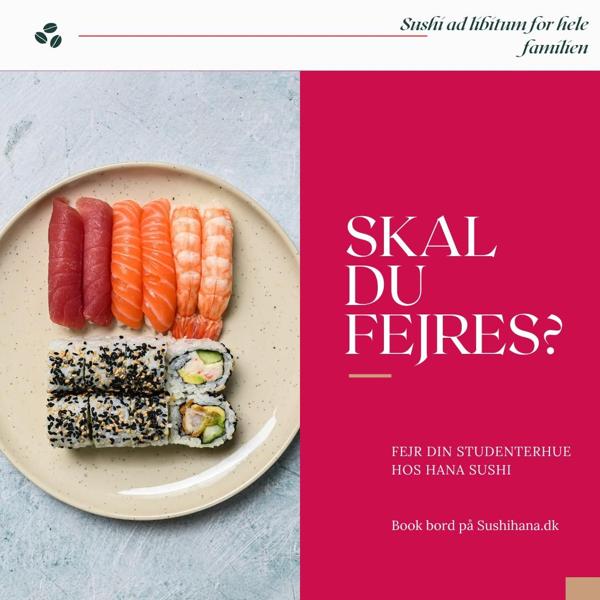 Sushi ad libitum for hele
familien
SKAL
DU
FEJRES?
FEJR DIN STUDENTERHUE
HOS HANA SUSHI
Book bord på Sushihana.dk